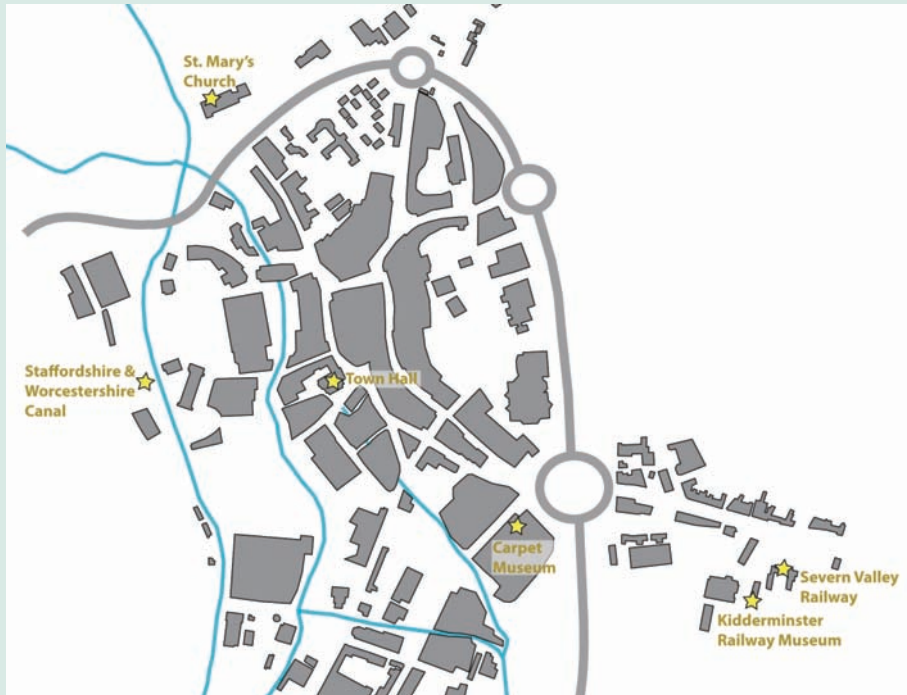 St. Mary's
Church
Staffordshire &
Worcestershire
Canal
Town Hall
Carpet
Museum
Severn Valley
Railway
Kidderminster
Railway Museum